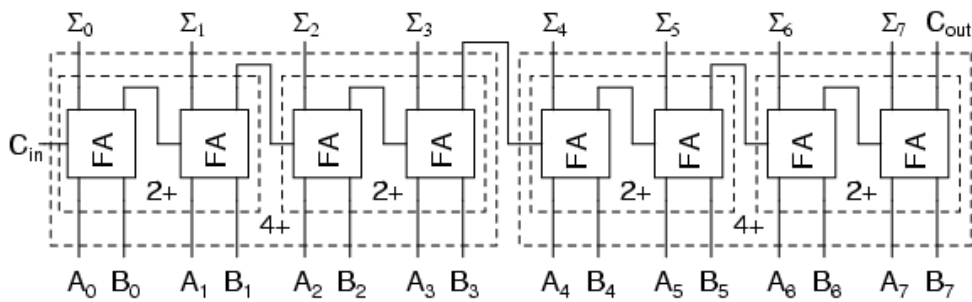 Σ0 Σ1 Σ2 Σ3 Σ4 Σ5 Σ6 Σ7 Cout
Cin FA FA FA FA FA FA FA FA
2+ 2+ 2+ 2+
4+ 4+
A0 B0 A1 B1 A2 B2 A3 B3 A4 B4 A5 B5 A6 B6 A7 B7